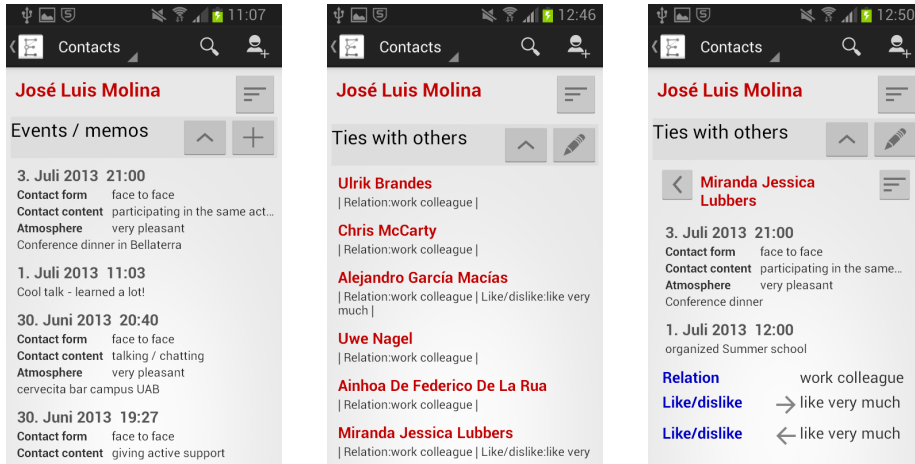 11:07
Contacts
José Luis Molina
Events / memos
3. Juli 2013 21:00
Contact form face to face
Contact content participating in the same act...
Atmosphere very pleasant
Conference dinner in Bellaterra
1. Juli 2013 11:03
Cool talk - learned a lot!
30. Juni 2013 20:40
Contact form face to face
Contact content talking / chatting
Atmosphere very pleasant
cervecita bar campus UAB
30. Juni 2013 19:27
Contact form face to face
Contact content giving active support
12:46
Contacts
José Luis Molina
Ties with others
Ulrik Brandes
| Relation:work colleague |
Chris McCarty
| Relation:work colleague |
Alejandro García Macías
| Relation:work colleague | Like/dislike:like very
much |
Uwe Nagel
| Relation:work colleague |
Ainhoa De Federico De La Rua
| Relation:work colleague |
Miranda Jessica Lubbers
| Relation:work colleague | Like/dislike:like very
12:50
Contacts
José Luis Molina
Ties with others
Miranda Jessica
Lubbers
3. Juli 2013 21:00
Contact form face to face
Contact content participating in the same...
Atmosphere very pleasant
Conference dinner
1. Juli 2013 12:00
organized Summer school
Relation work colleague
Like/dislike → like very much
Like/dislike ← like very much